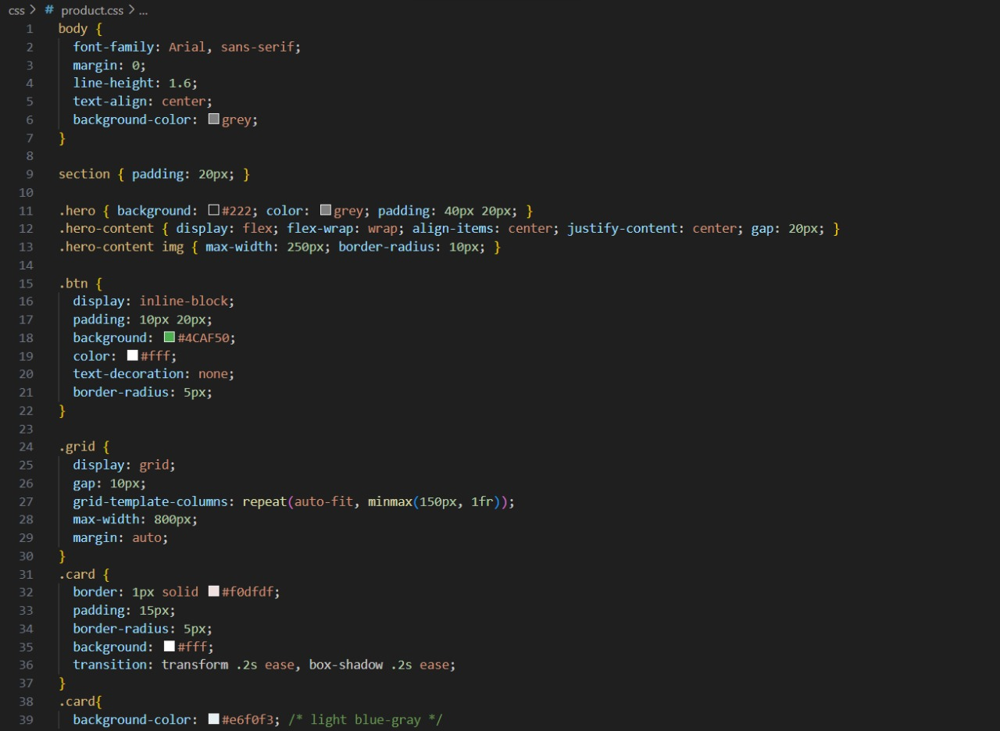 css > # product.css > ...
1 body {
2   font-family: Arial, sans-serif;
3   margin: 0;
4   line-height: 1.6;
5   text-align: center;
6   background-color: grey;
7 }
8
9 section { padding: 20px; }
10
11 .hero { background: #222; color: grey; padding: 40px 20px; }
12 .hero-content { display: flex; flex-wrap: wrap; align-items: center; justify-content: center; gap: 20px; }
13 .hero-content img { max-width: 250px; border-radius: 10px; }
14
15 .btn {
16   display: inline-block;
17   padding: 10px 20px;
18   background: #4CAF50;
19   color: #fff;
20   text-decoration: none;
21   border-radius: 5px;
22 }
23
24 .grid {
25   display: grid;
26   gap: 10px;
27   grid-template-columns: repeat(auto-fit, minmax(150px, 1fr));
28   max-width: 800px;
29   margin: auto;
30 }
31 .card {
32   border: 1px solid #f0dfdf;
33   padding: 15px;
34   border-radius: 5px;
35   background: #fff;
36   transition: transform .2s ease, box-shadow .2s ease;
37 }
38 .card{
39   background-color: #e6f0f3; /* light blue-gray */